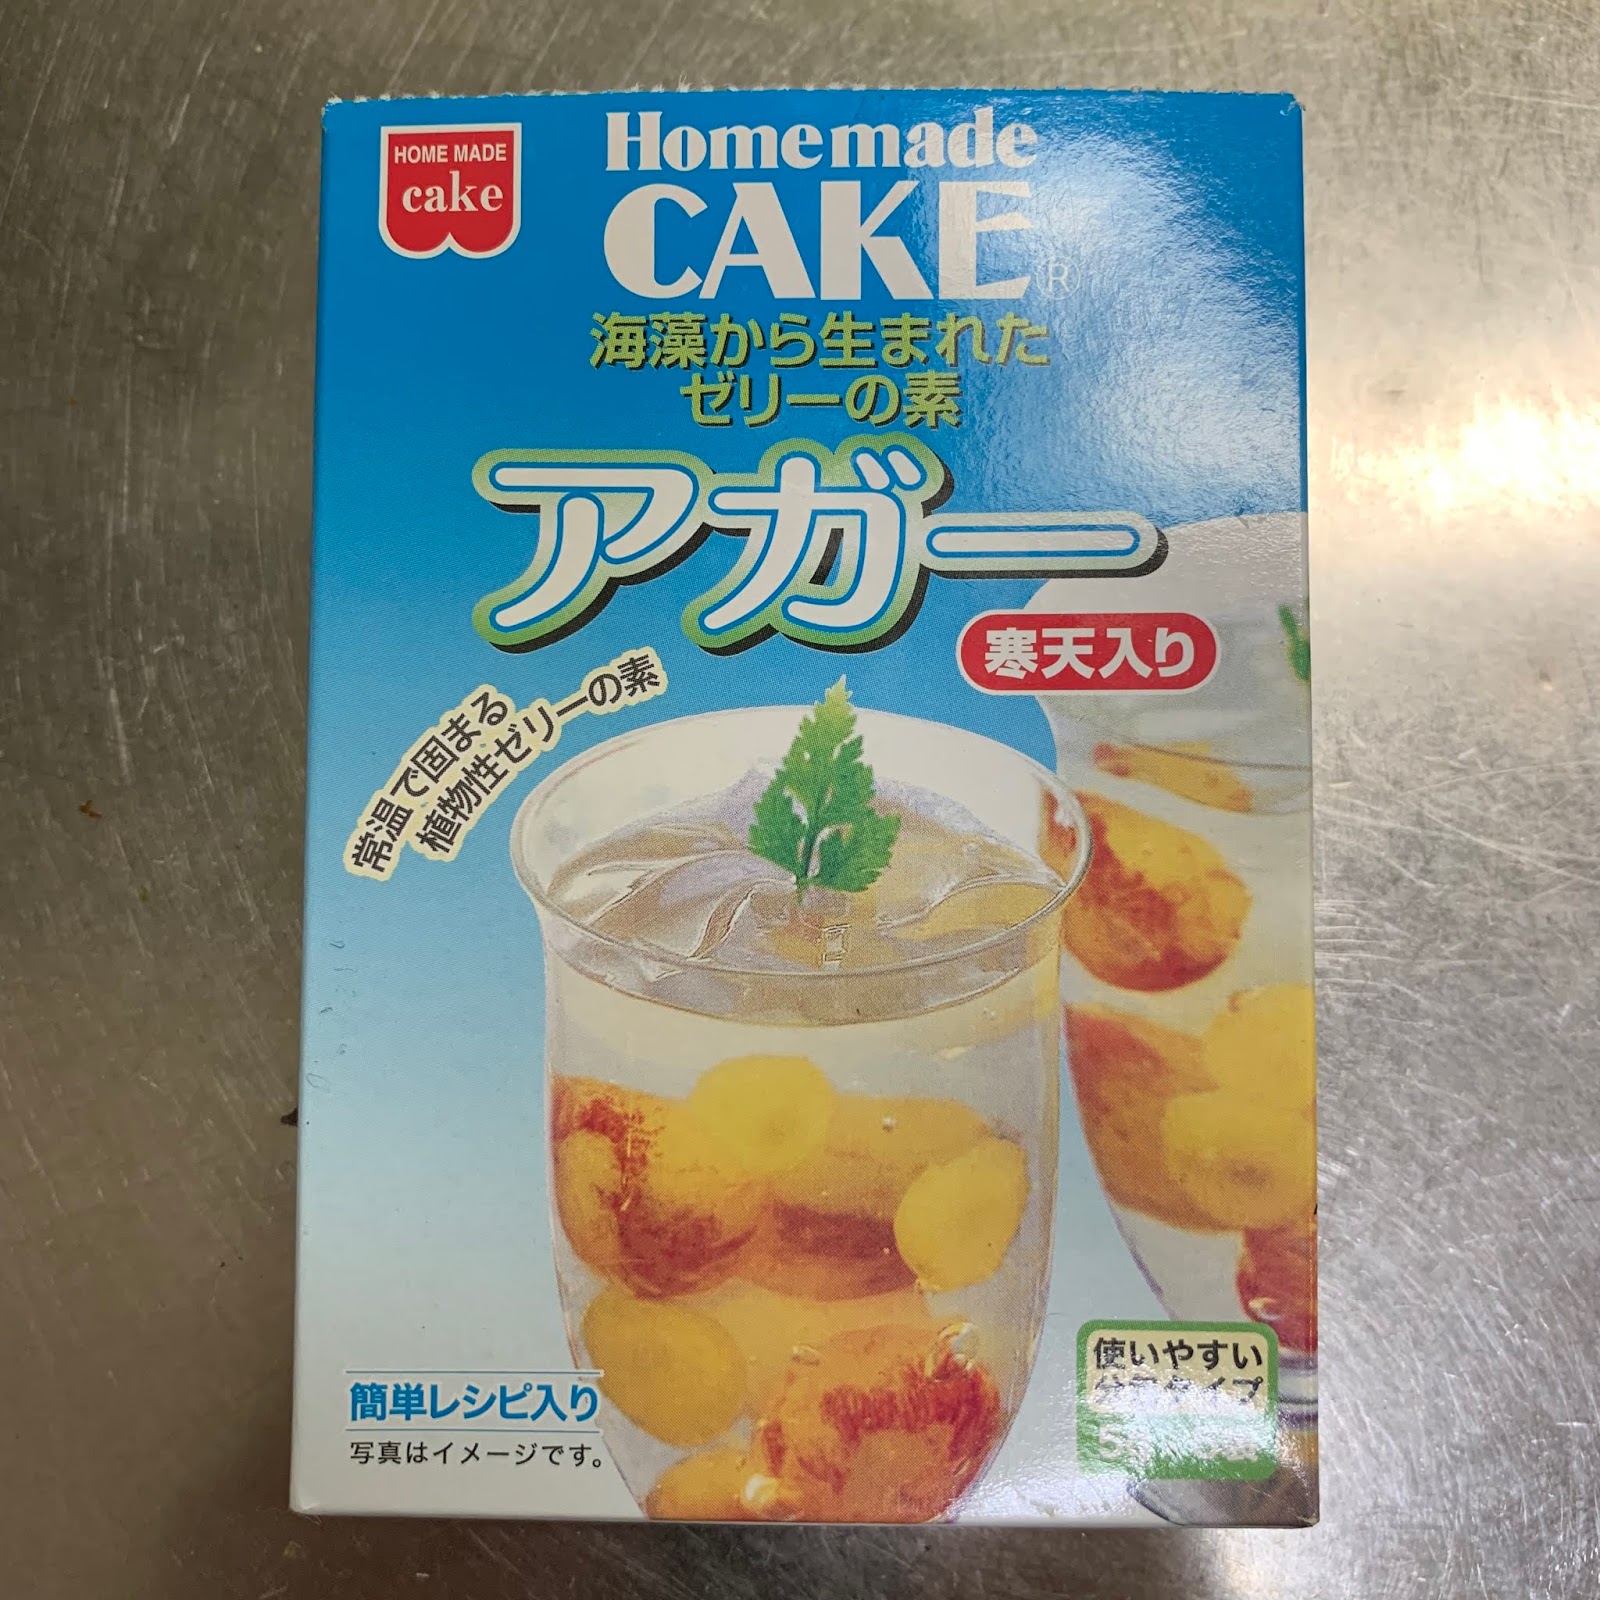 HOME MADE
cake
Homemade
CAKE®
海藻から生まれた
ゼリーの素
アガー
寒天入り
常温で固まる
植物性ゼリーの素
簡単レシピ入り
写真はイメージです。
使いやすい